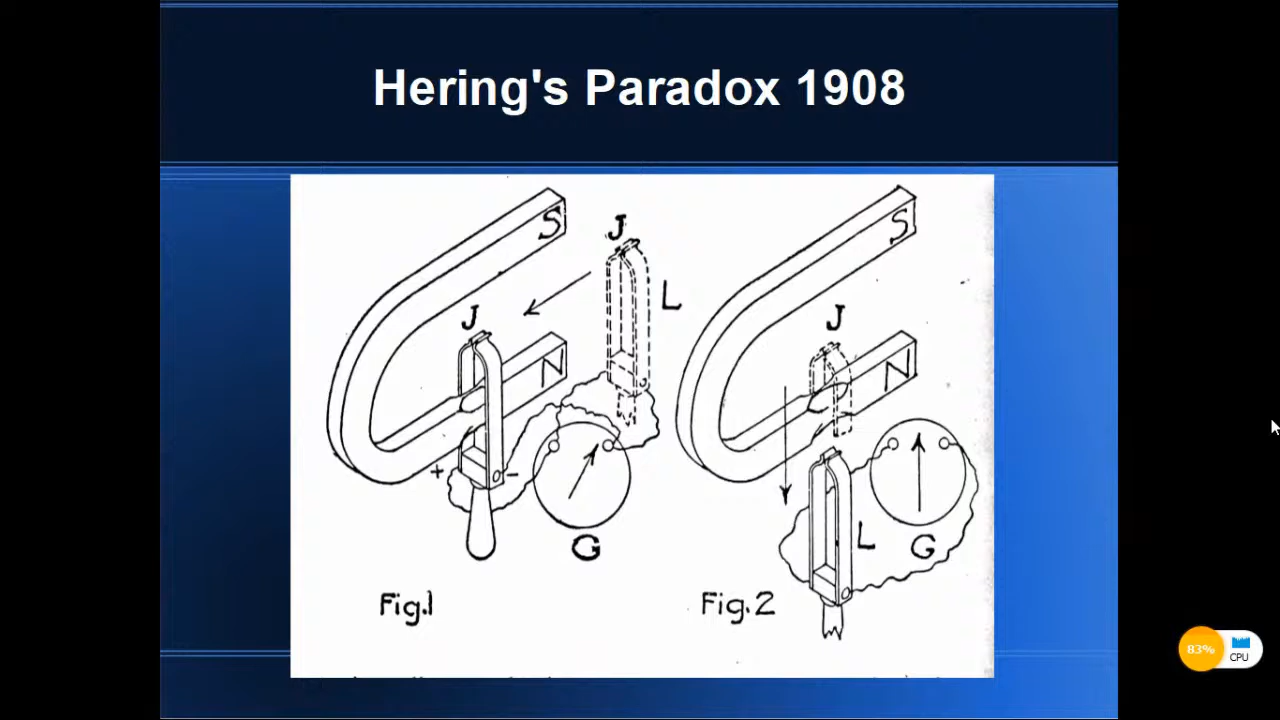 Hering's Paradox 1908
S
J
L
J
N
+
-
G
Fig.1
S
J
N
L
G
Fig.2
83%
CPU